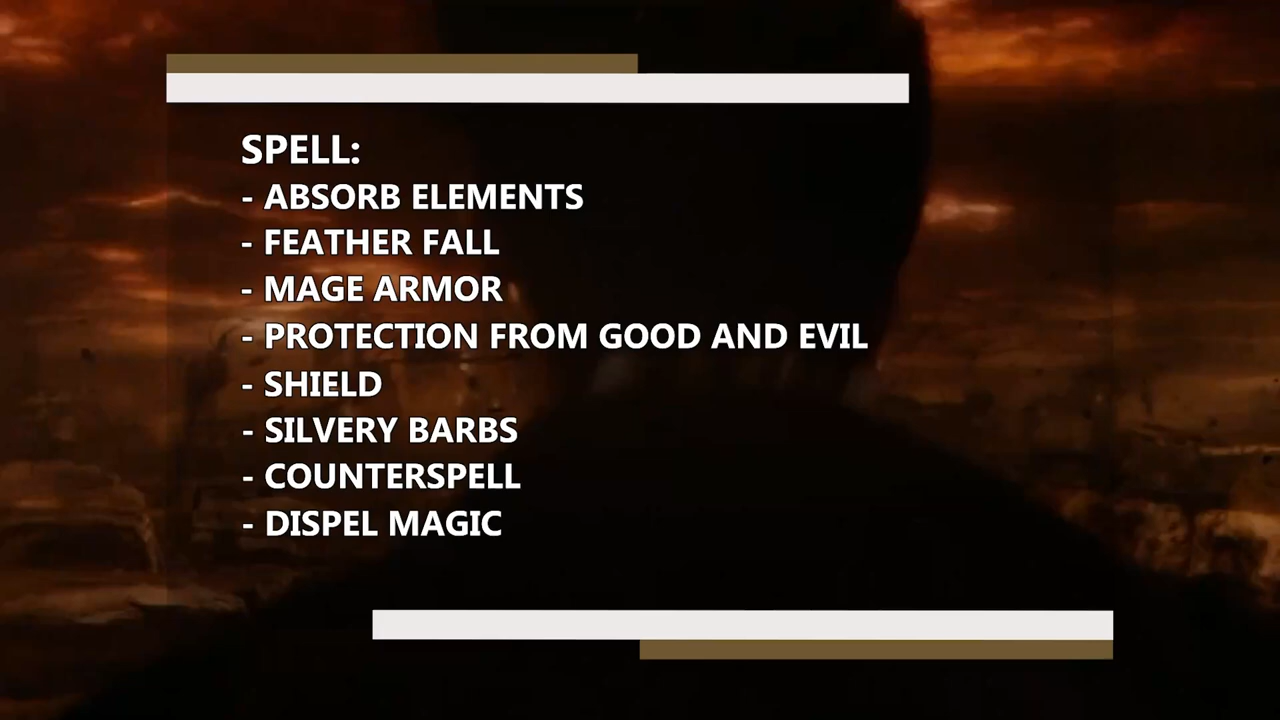 SPELL:
- ABSORB ELEMENTS
- FEATHER FALL
- MAGE ARMOR
- PROTECTION FROM GOOD AND EVIL
- SHIELD
- SILVERY BARBS
- COUNTERSPELL
- DISPEL MAGIC